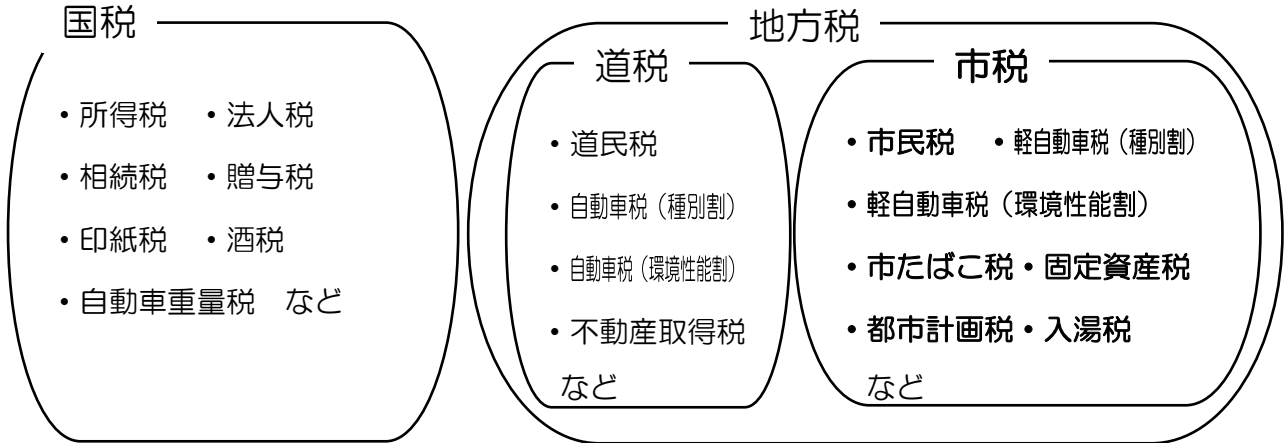 国税
・所得税　・法人税
・相続税　・贈与税
・印紙税　・酒税
・自動車重量税　など
地方税
道税
・道民税
・自動車税（種別割）
・自動車税（環境性能割）
・不動産取得税
など
市税
・市民税　・軽自動車税（種別割）
・軽自動車税（環境性能割）
・市たばこ税・固定資産税
・都市計画税・入湯税
など